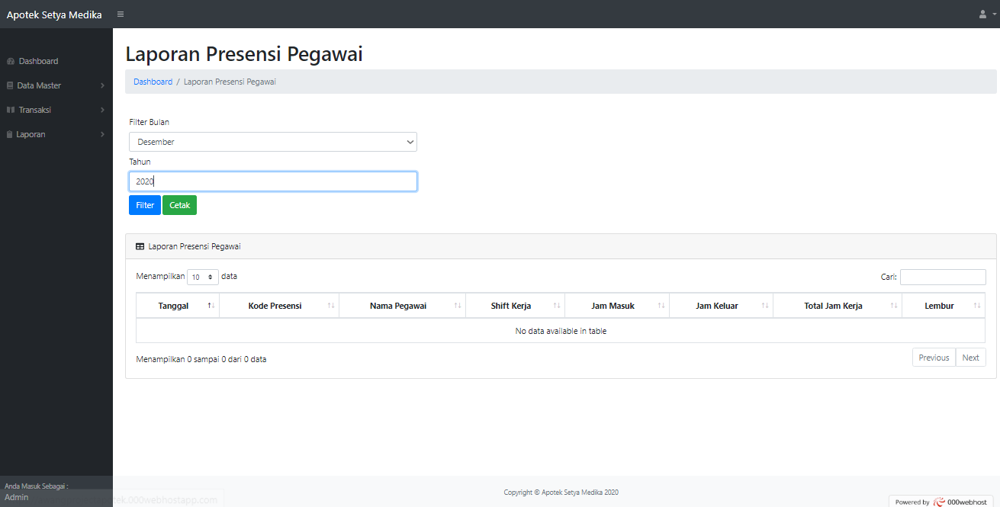 Apotek Setya Medika
Dashboard
Data Master
Transaksi
Laporan
Laporan Presensi Pegawai
Dashboard / Laporan Presensi Pegawai
Filter Bulan
Desember
Tahun
2020
Filter Cetak
Laporan Presensi Pegawai
Menampilkan 10 data Cari:
Tanggal Kode Presensi Nama Pegawai Shift Kerja Jam Masuk Jam Keluar Total Jam Kerja Lembur
No data available in table
Menampilkan 0 sampai 0 dari 0 data Previous Next
Anda Masuk Sebagai :
Admin
tek.000webhostapp.com
Copyright © Apotek Setya Medika 2020
Powered by 000webhost